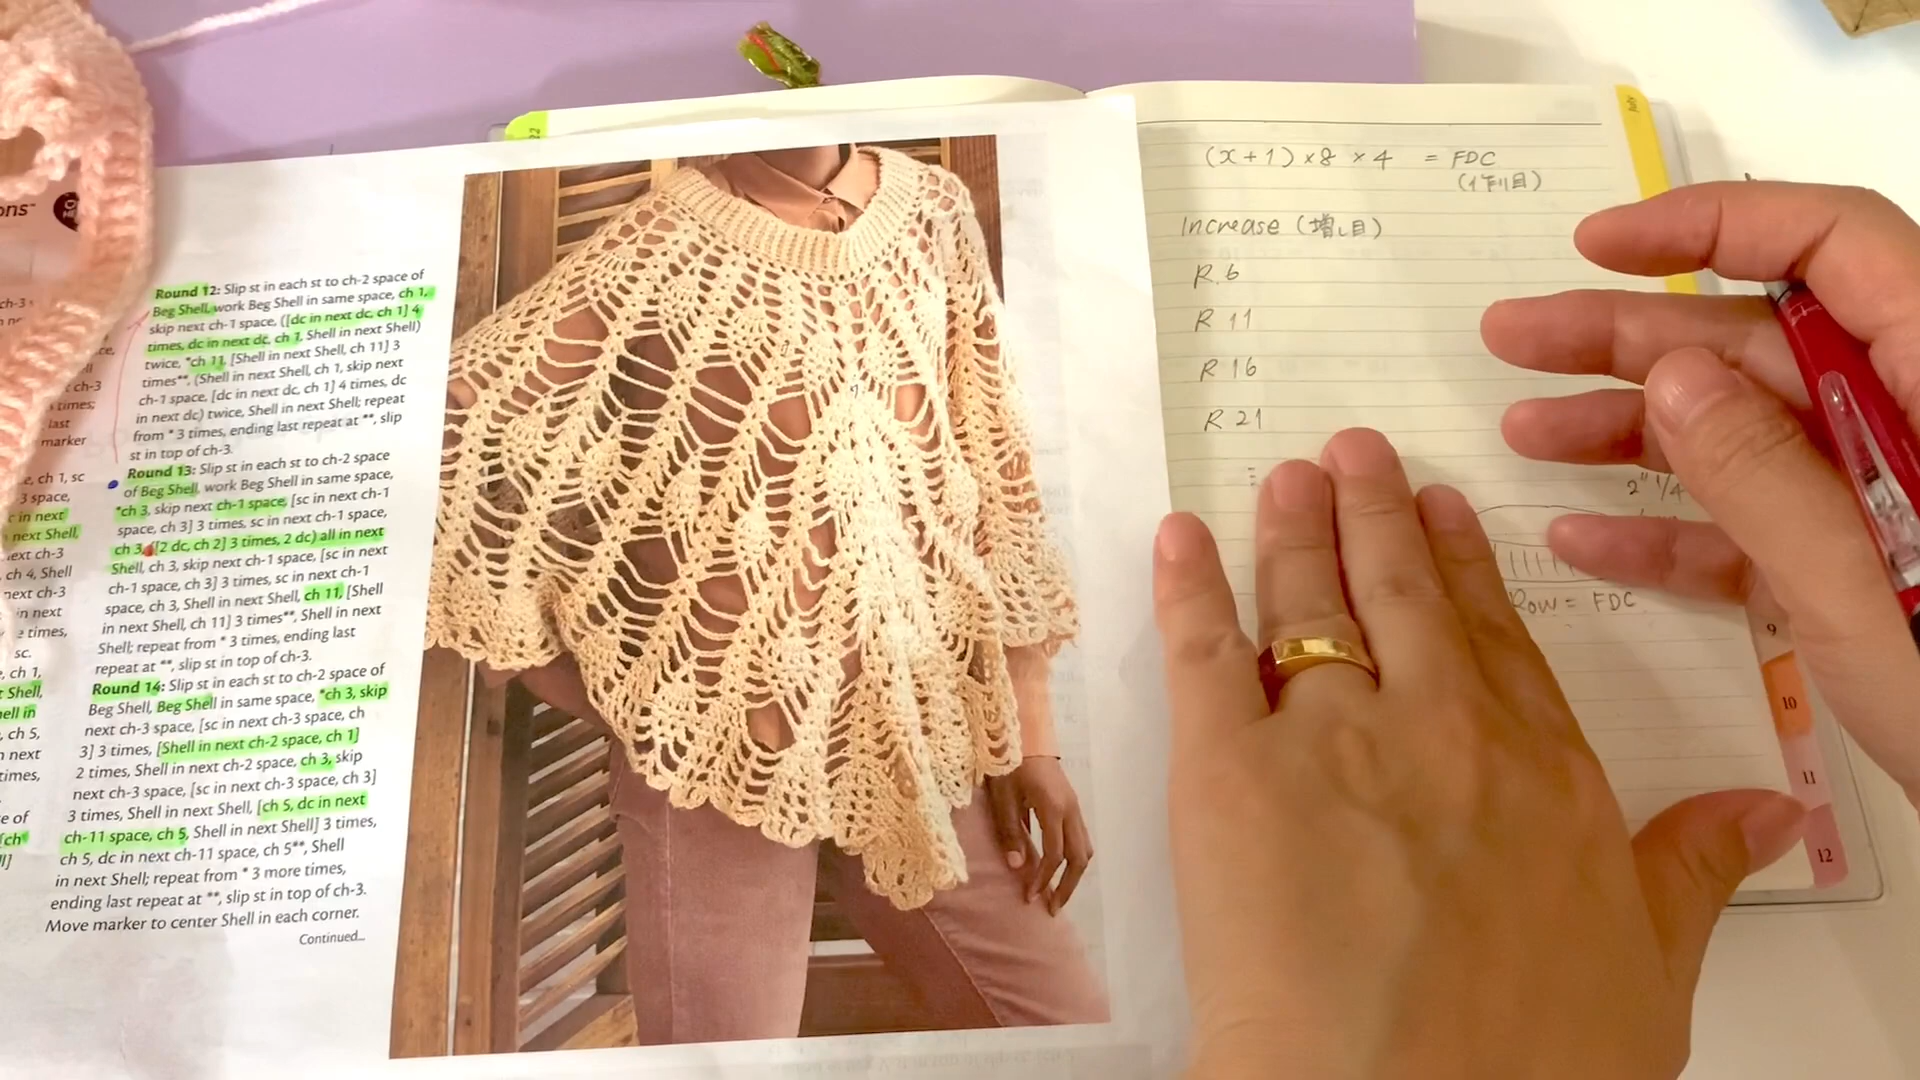 ons™
Round 12: Slip st in each st to ch-2 space of
Beg Shell, work Beg Shell in same space, ch 1,
skip next ch-1 space, ([dc in next dc, ch 1] 4
times, dc in next dc, ch 1, Shell in next Shell)
twice, *ch 11, [Shell in next Shell, ch 11] 3
times**, (Shell in next Shell, ch 1, skip next
ch-1 space, [dc in next dc, ch 1] 4 times, dc
in next dc) twice, Shell in next Shell; repeat
from * 3 times, ending last repeat at **, slip
st in top of ch-3.
Round 13: Slip st in each st to ch-2 space
of Beg Shell, work Beg Shell in same space,
*ch 3, skip next ch-1 space, [sc in next ch-1
space, ch 3] 3 times, sc in next ch-1 space,
ch 3, ([2 dc, ch 2] 3 times, 2 dc) all in next
Shell, ch 3, skip next ch-1 space, [sc in next
ch-1 space, ch 3] 3 times, sc in next ch-1
space, ch 3, Shell in next Shell, ch 11, [Shell
in next Shell, ch 11] 3 times**, Shell in next
Shell; repeat from * 3 times, ending last
repeat at **, slip st in top of ch-3.
Round 14: Slip st in each st to ch-2 space of
Beg Shell, Beg Shell in same space, *ch 3, skip
next ch-3 space, [sc in next ch-3 space, ch
3] 3 times, [Shell in next ch-2 space, ch 1]
2 times, Shell in next ch-2 space, ch 3, skip
next ch-3 space, [sc in next ch-3 space, ch 3]
3 times, Shell in next Shell, [ch 5, dc in next
ch-11 space, ch 5, Shell in next Shell] 3 times,
ch 5, dc in next ch-11 space, ch 5**, Shell
in next Shell; repeat from * 3 more times,
ending last repeat at **, slip st in top of ch-3.
Move marker to center Shell in each corner.
Continued...
(x+1)×8 ×4 = FDC
Increase (増し目)
R 6
R 11
R 16
R 21
2" 1/4
Row = FDC
July
9
10
11
12